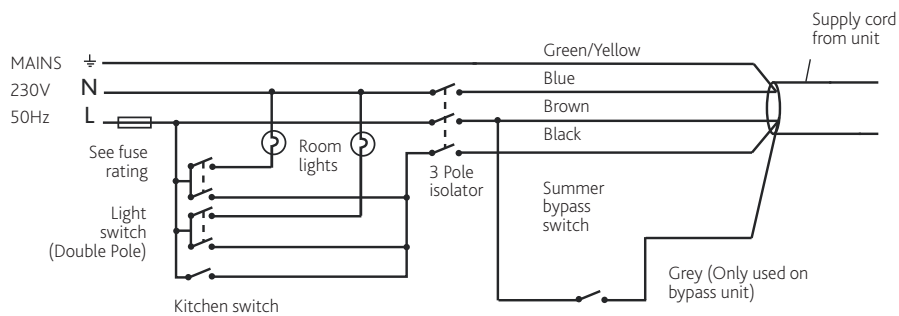 Supply cord
from unit
MAINS
230V N
50Hz L
Green/Yellow
Blue
Brown
Black
See fuse
rating
Room
lights
3 Pole
isolator
Light
switch
(Double Pole)
Summer
bypass
switch
Kitchen switch
Grey (Only used on
bypass unit)